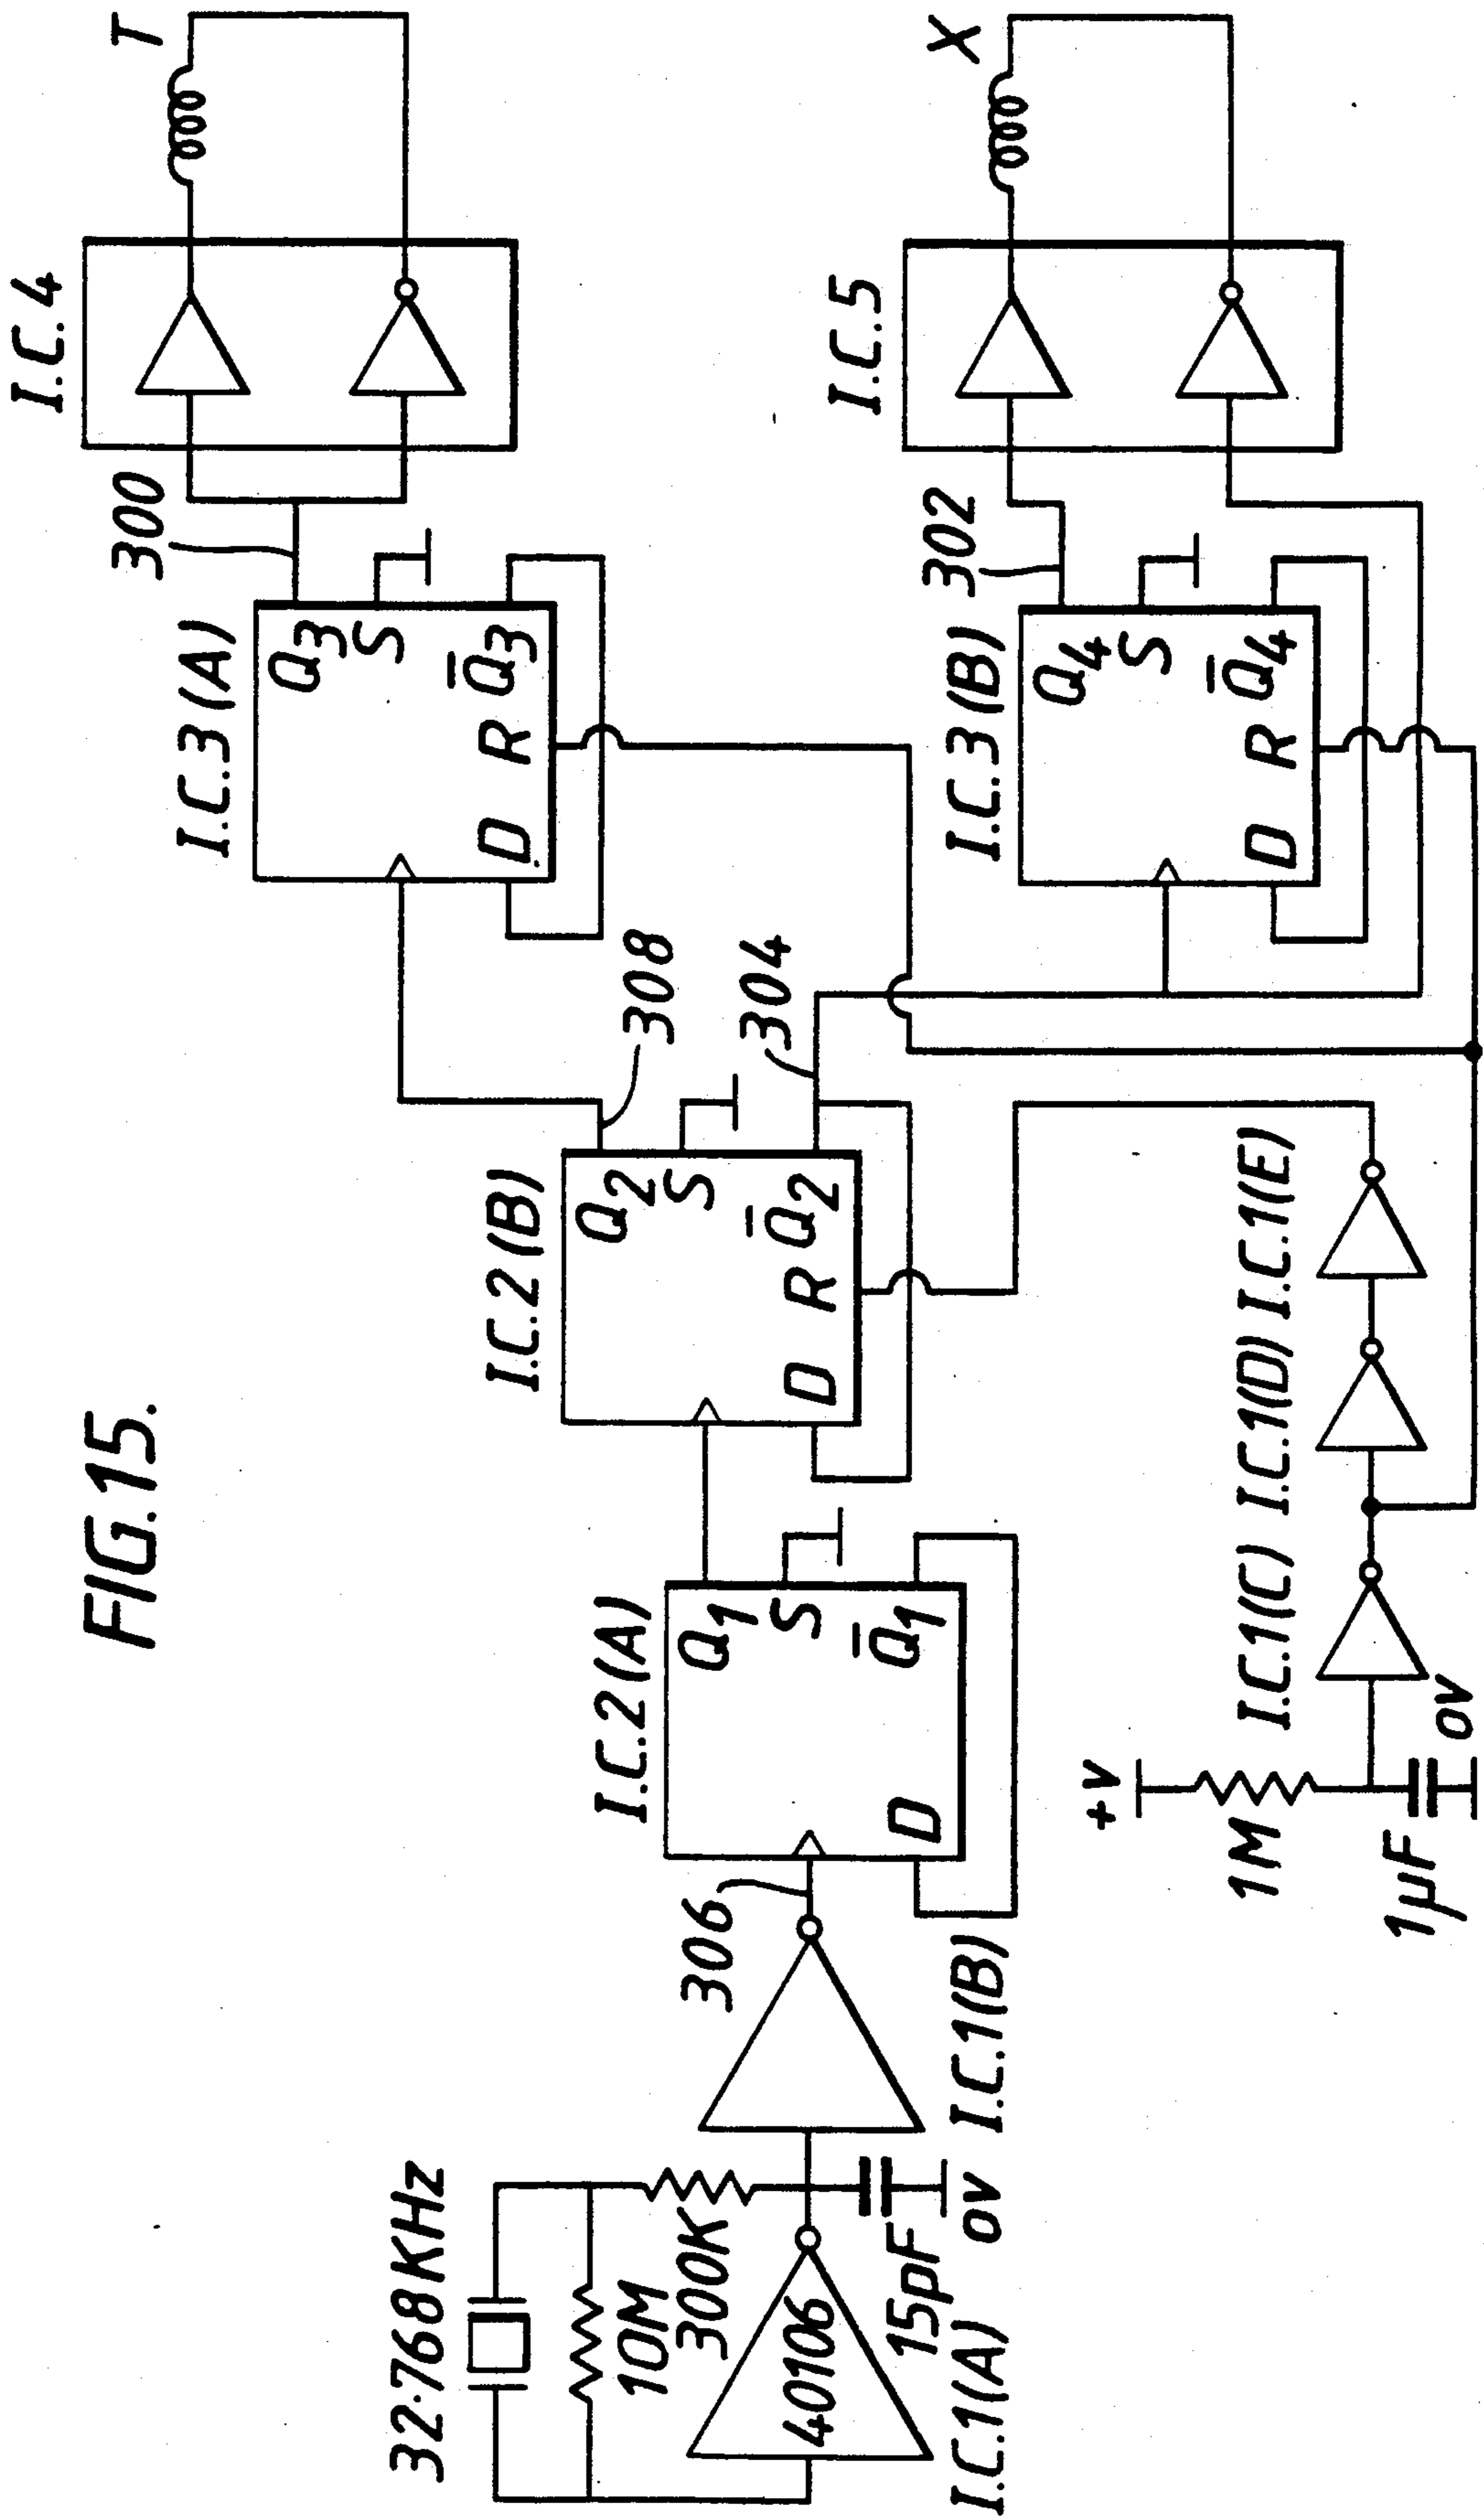 FIG.15.
32·768KHz
10M
300K
40106
15pF
0V
I.C.1(A)
I.C.1(B)
306
I.C.2(A)
Q1
S
Q̅1
D
I.C.2(B)
Q2
S
Q̅2
R
D
308
304
I.C.3(A)
Q3
S
Q̅3
R
D
300
I.C.4
T
I.C.3(B)
Q4
S
Q̅4
R
D
302
I.C.5
X
+V
1M
1µF
0V
I.C.1(C)
I.C.1(D)
I.C.1(E)